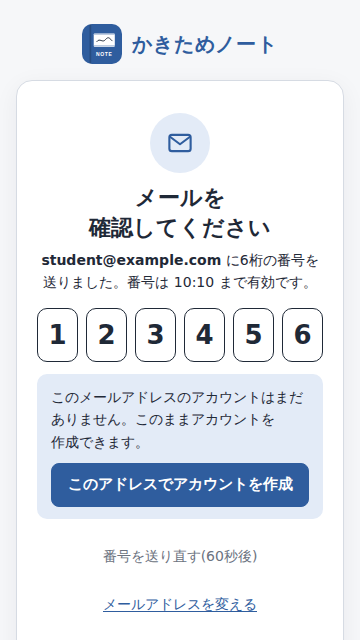 NOTE
かきためノート
メールを
確認してください
student@example.com に6桁の番号を
送りました。番号は 10:10 まで有効です。
1 2 3 4 5 6
このメールアドレスのアカウントはまだ
ありません。このままアカウントを
作成できます。
このアドレスでアカウントを作成
番号を送り直す(60秒後)
メールアドレスを変える